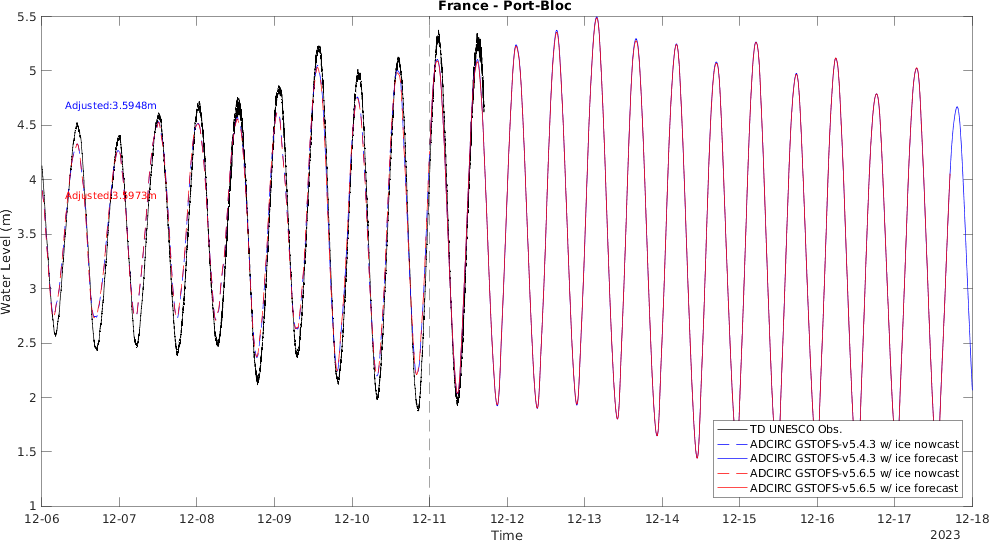 France - Port-Bloc
5.5
5
4.5
4
3.5
3
2.5
2
1.5
1
Water Level (m)
Adjusted:3.5948m
Adjusted:3.5973m
TD UNESCO Obs.
ADCIRC GSTOFS-v5.4.3 w/ ice nowcast
ADCIRC GSTOFS-v5.4.3 w/ ice forecast
ADCIRC GSTOFS-v5.6.5 w/ ice nowcast
ADCIRC GSTOFS-v5.6.5 w/ ice forecast
12-06 12-07 12-08 12-09 12-10 12-11 12-12 12-13 12-14 12-15 12-16 12-17 12-18
Time
2023